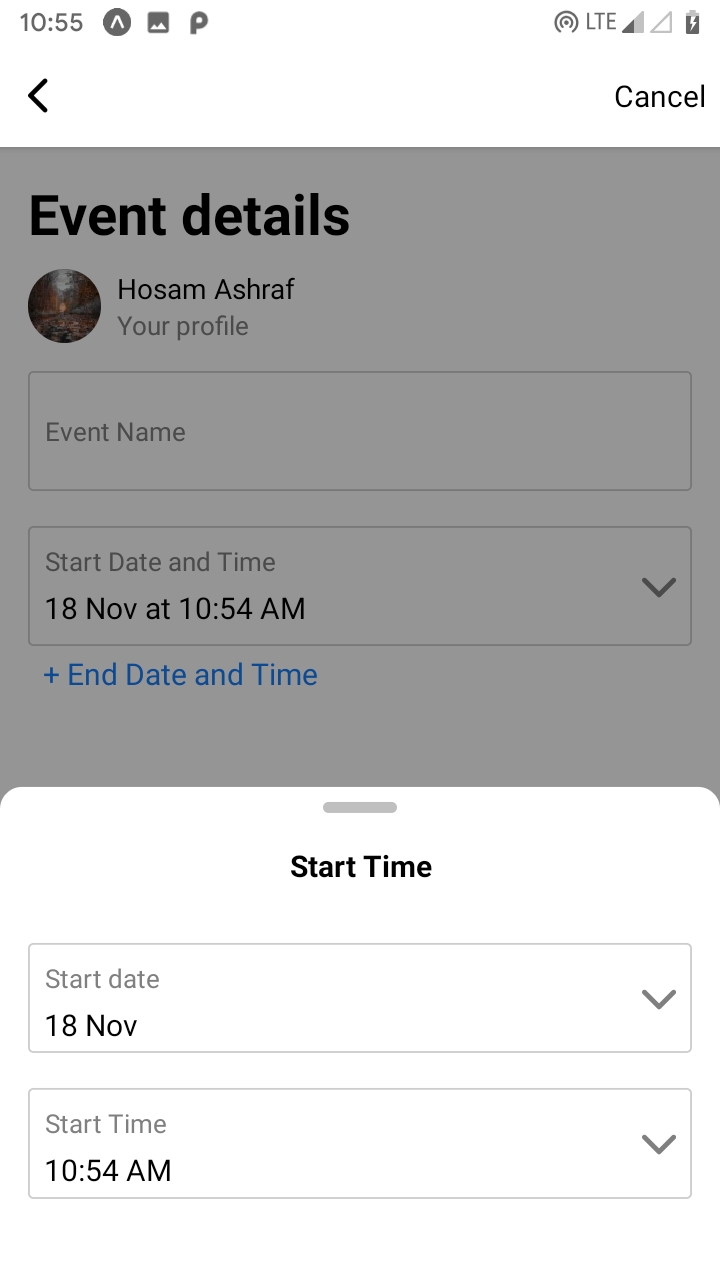 10:55
LTE
Cancel
Event details
Hosam Ashraf
Your profile
Event Name
Start Date and Time
18 Nov at 10:54 AM
+ End Date and Time
Start Time
Start date
18 Nov
Start Time
10:54 AM